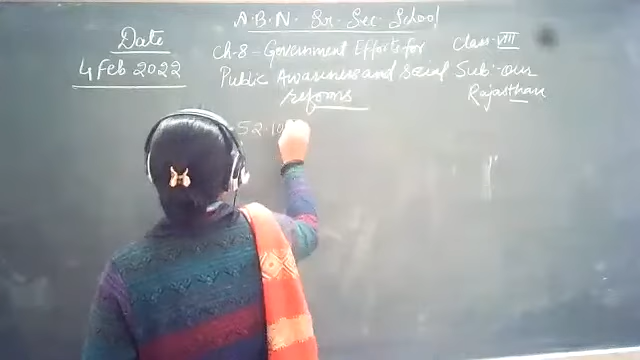 A.B.N. Sr. Sec. School
Date
4 Feb 2022
Ch-8 - Government Efforts for
Public Awareness and Social
reforms
Class - VIII
Sub:- Our
Rajasthan
52.10